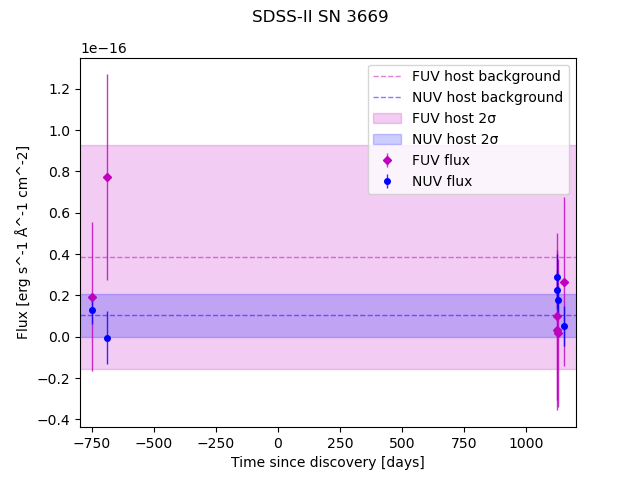 SDSS-II SN 3669
1e−16
FUV host background
NUV host background
FUV host 2σ
NUV host 2σ
FUV flux
NUV flux
1.2
1.0
0.8
0.6
0.4
0.2
0.0
−0.2
−0.4
Flux [erg s^-1 Å^-1 cm^-2]
−750 −500 −250 0 250 500 750 1000
Time since discovery [days]